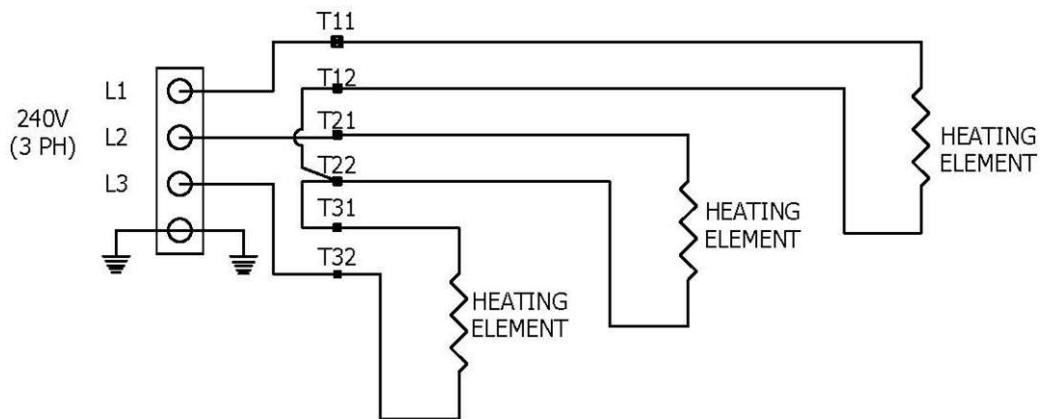 T11
L1
T12
240V
(3 PH)
L2
T21
HEATING
ELEMENT
L3
T22
HEATING
ELEMENT
T31
T32
HEATING
ELEMENT